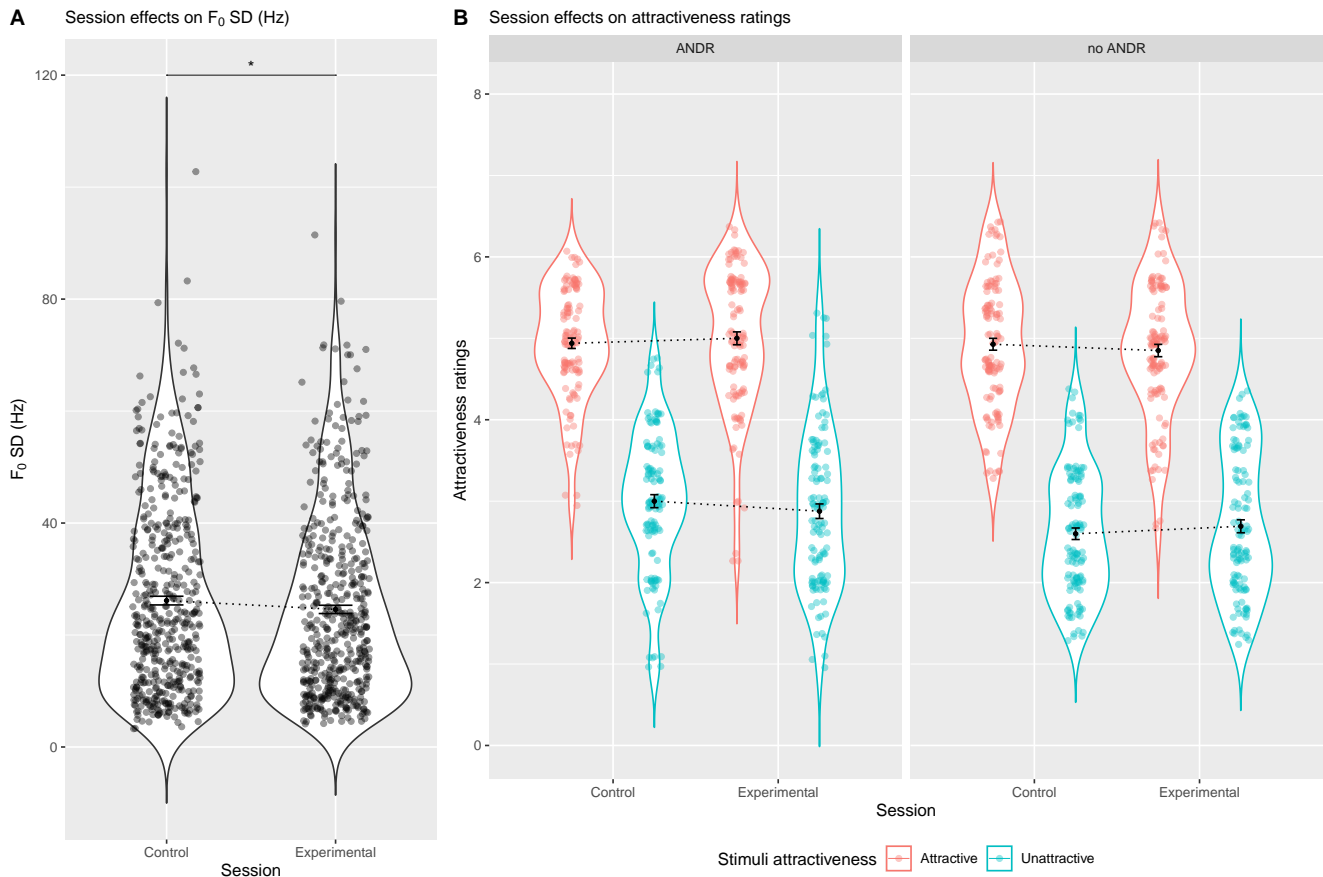 A Session effects on F₀ SD (Hz)
*
120
80
40
0
F₀ SD (Hz)
Control Experimental
Session
B Session effects on attractiveness ratings
ANDR no ANDR
8
6
4
2
0
Attractiveness ratings
Control Experimental Control Experimental
Session
Stimuli attractiveness Attractive Unattractive